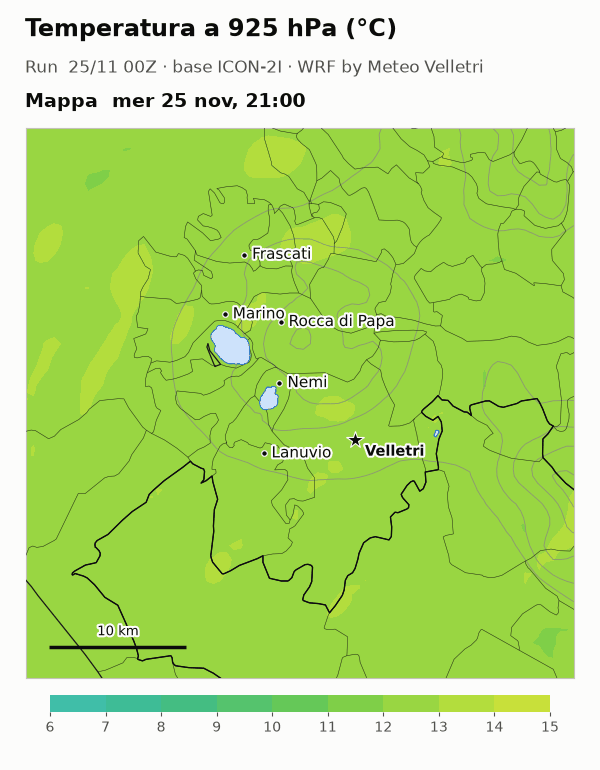 Temperatura a 925 hPa (°C)
Run  25/11 00Z · base ICON-2I · WRF by Meteo Velletri
Mappa  mer 25 nov, 21:00
Frascati
Marino
Rocca di Papa
Nemi
Velletri
Lanuvio
10 km
6 7 8 9 10 11 12 13 14 15